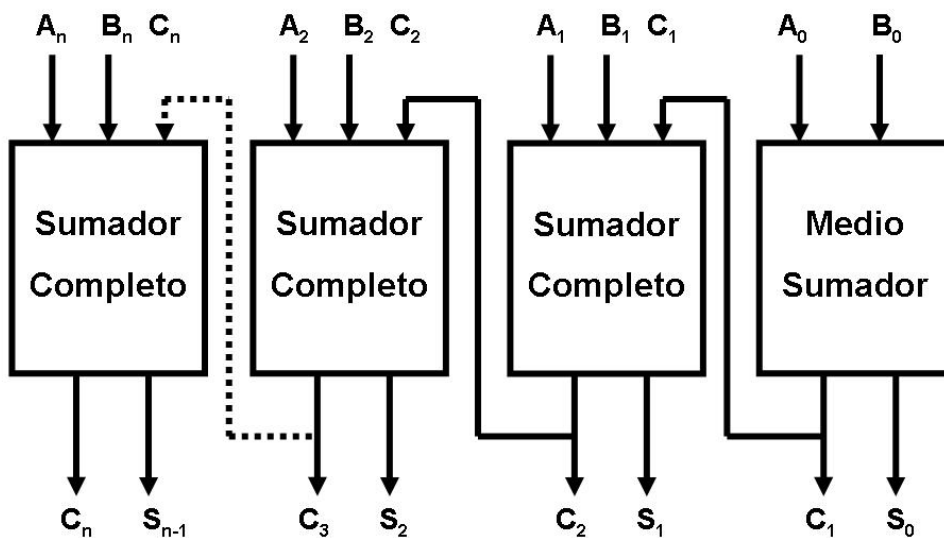 Aₙ Bₙ Cₙ A₂ B₂ C₂ A₁ B₁ C₁ A₀ B₀
Sumador Sumador Sumador Medio
Completo Completo Completo Sumador
Cₙ Sₙ₋₁ C₃ S₂ C₂ S₁ C₁ S₀